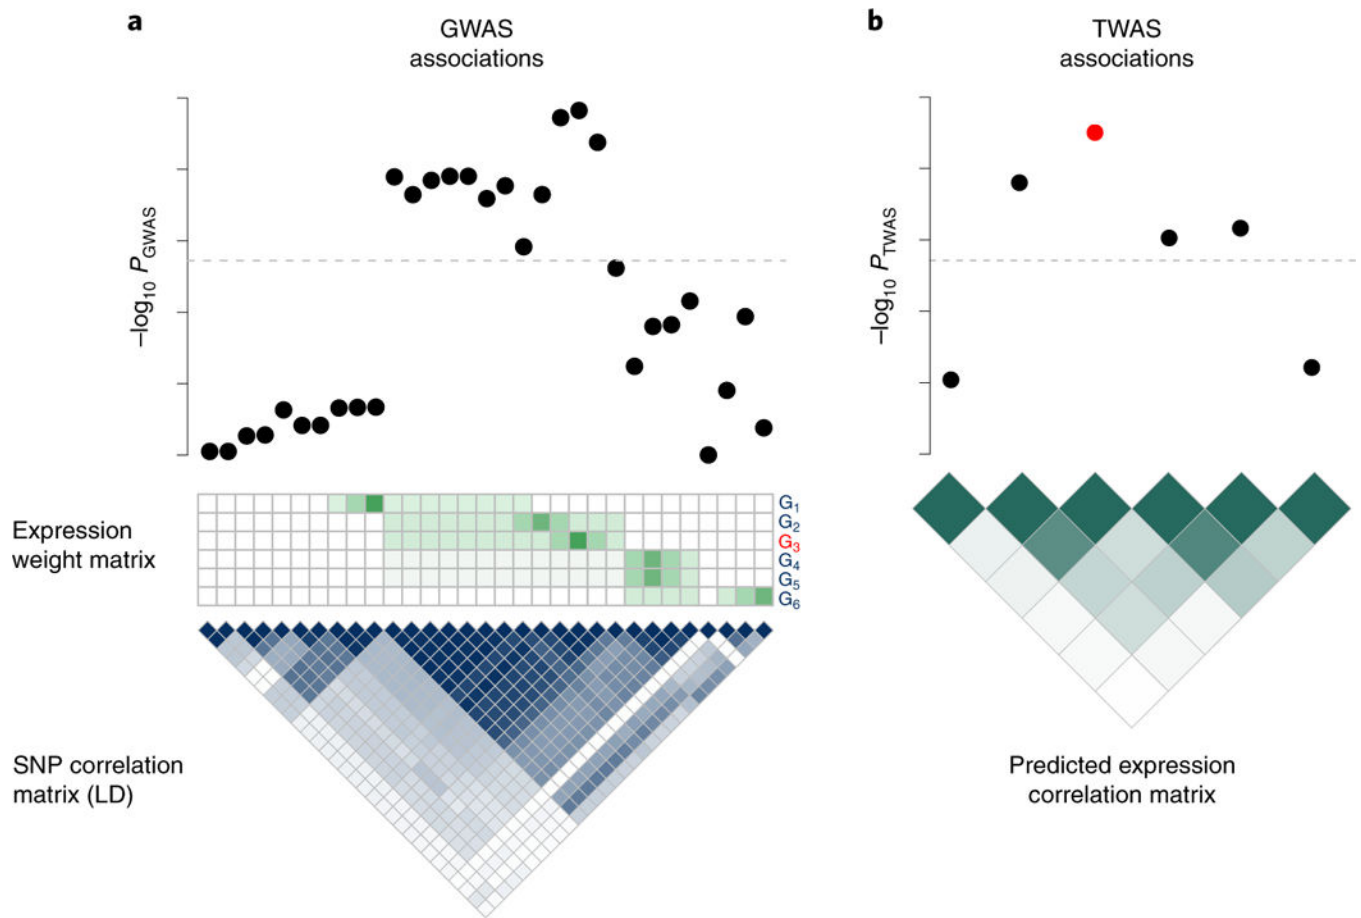 a
GWAS
associations
–log10 PGWAS
Expression
weight matrix
G1
G2
G3
G4
G5
G6
SNP correlation
matrix (LD)
b
TWAS
associations
–log10 PTWAS
Predicted expression
correlation matrix